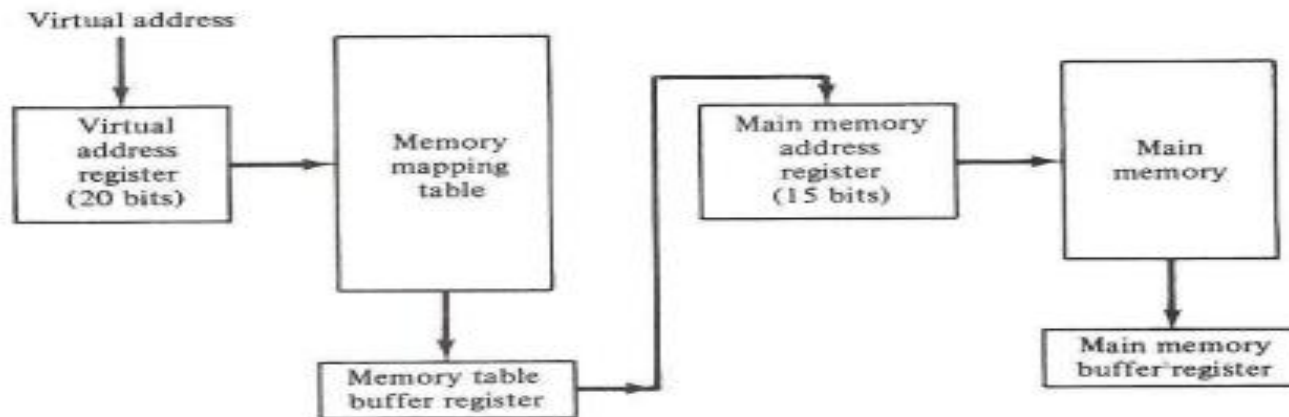 Virtual address
Virtual
address
register
(20 bits)
Memory
mapping
table
Memory table
buffer register
Main memory
address
register
(15 bits)
Main
memory
Main memory
buffer register